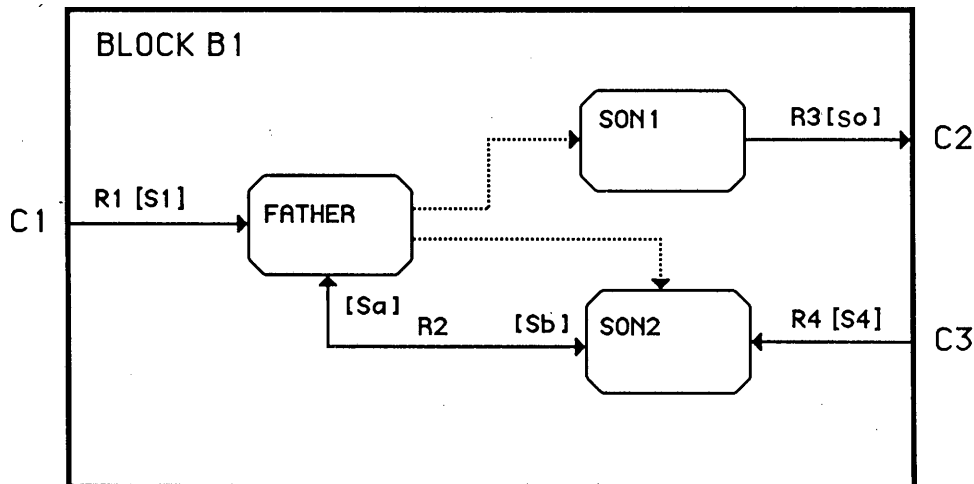 BLOCK B1
SON1
R3[So]
C2
R1 [S1]
C1
FATHER
[Sa]
R2
[Sb]
SON2
R4 [S4]
C3